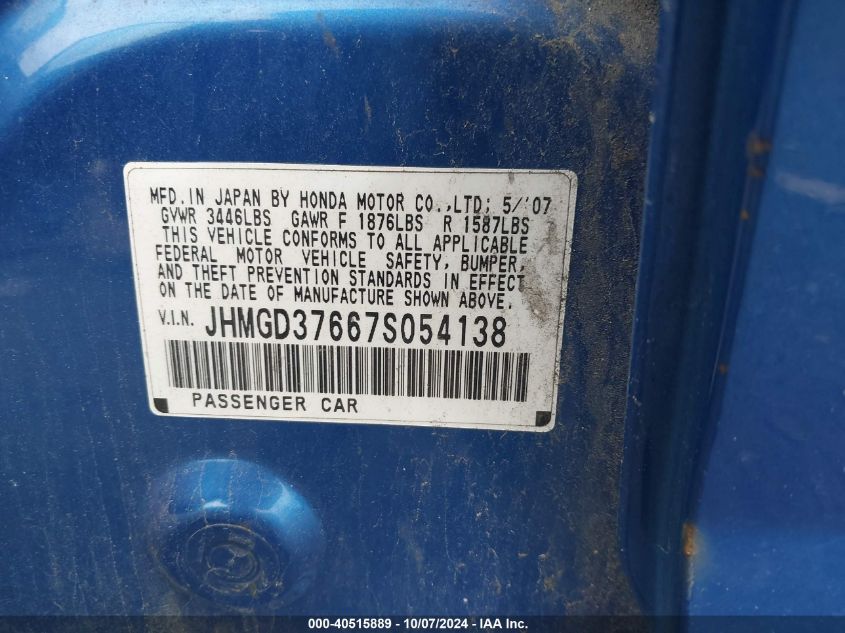 MFD.IN JAPAN BY HONDA MOTOR CO.,LTD; 5/'07
GVWR 3446LBS GAWR F 1876LBS R 1587LBS
THIS VEHICLE CONFORMS TO ALL APPLICABLE
FEDERAL MOTOR VEHICLE SAFETY, BUMPER,
AND THEFT PREVENTION STANDARDS IN EFFECT
ON THE DATE OF MANUFACTURE SHOWN ABOVE.
V.I.N. JHMGD37667S054138
PASSENGER CAR
000-40515889 - 10/07/2024 - IAA Inc.